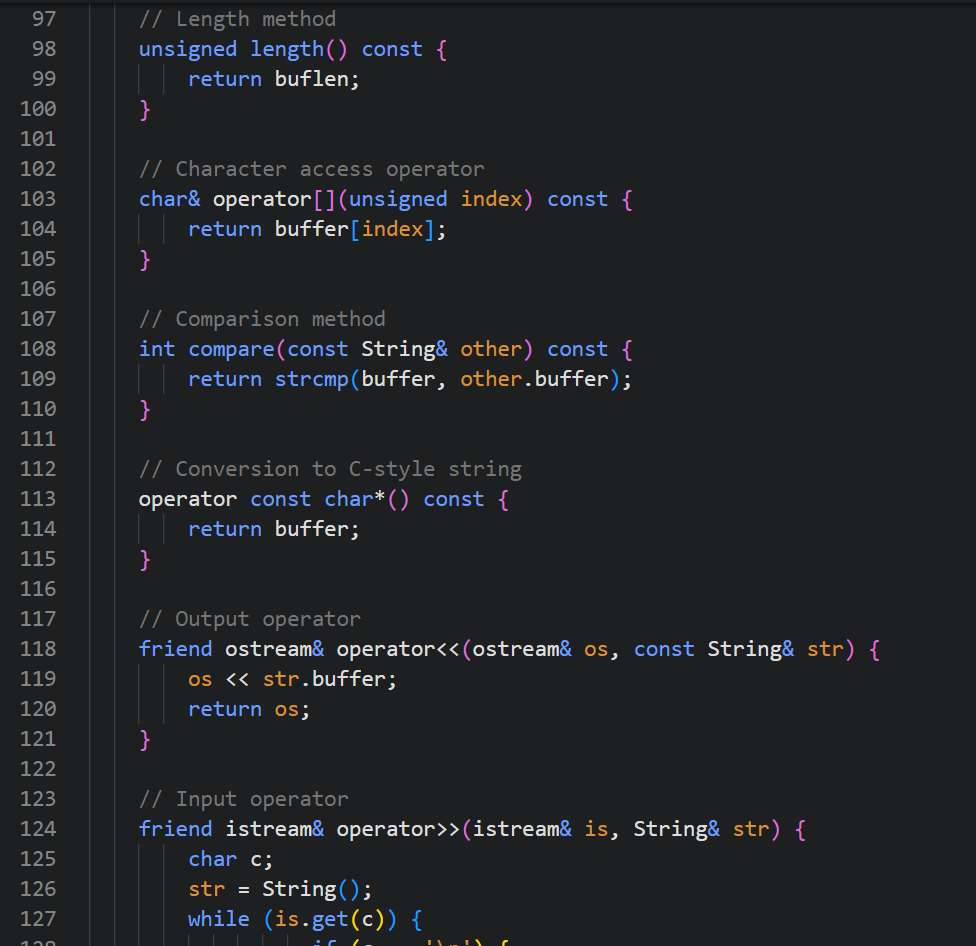 97 // Length method
98 unsigned length() const {
99 return buflen;
100 }
101
102 // Character access operator
103 char& operator[](unsigned index) const {
104 return buffer[index];
105 }
106
107 // Comparison method
108 int compare(const String& other) const {
109 return strcmp(buffer, other.buffer);
110 }
111
112 // Conversion to C-style string
113 operator const char*() const {
114 return buffer;
115 }
116
117 // Output operator
118 friend ostream& operator<<(ostream& os, const String& str) {
119 os << str.buffer;
120 return os;
121 }
122
123 // Input operator
124 friend istream& operator>>(istream& is, String& str) {
125 char c;
126 str = String();
127 while (is.get(c)) {